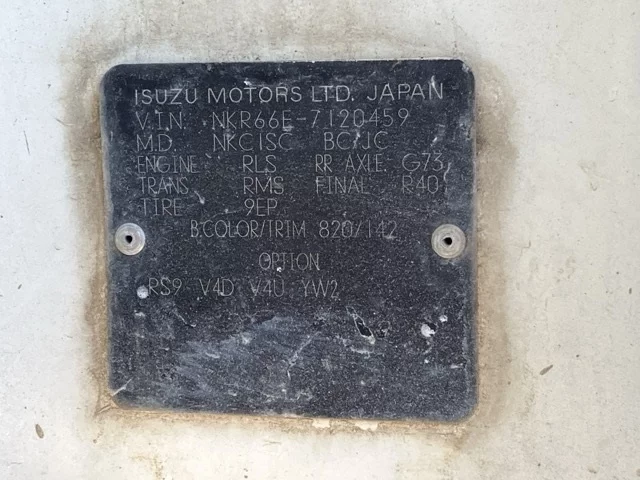 ISUZU MOTORS LTD. JAPAN
V.I.N. NKR66E-7120459
M.D. NKC1SC BC/JC
ENGINE RLS RR AXLE. G73
TRANS. RMS FINAL R40
TIRE 9EP
B.COLOR/TRIM 820/142
OPTION
RS9 V4D V4U YW2